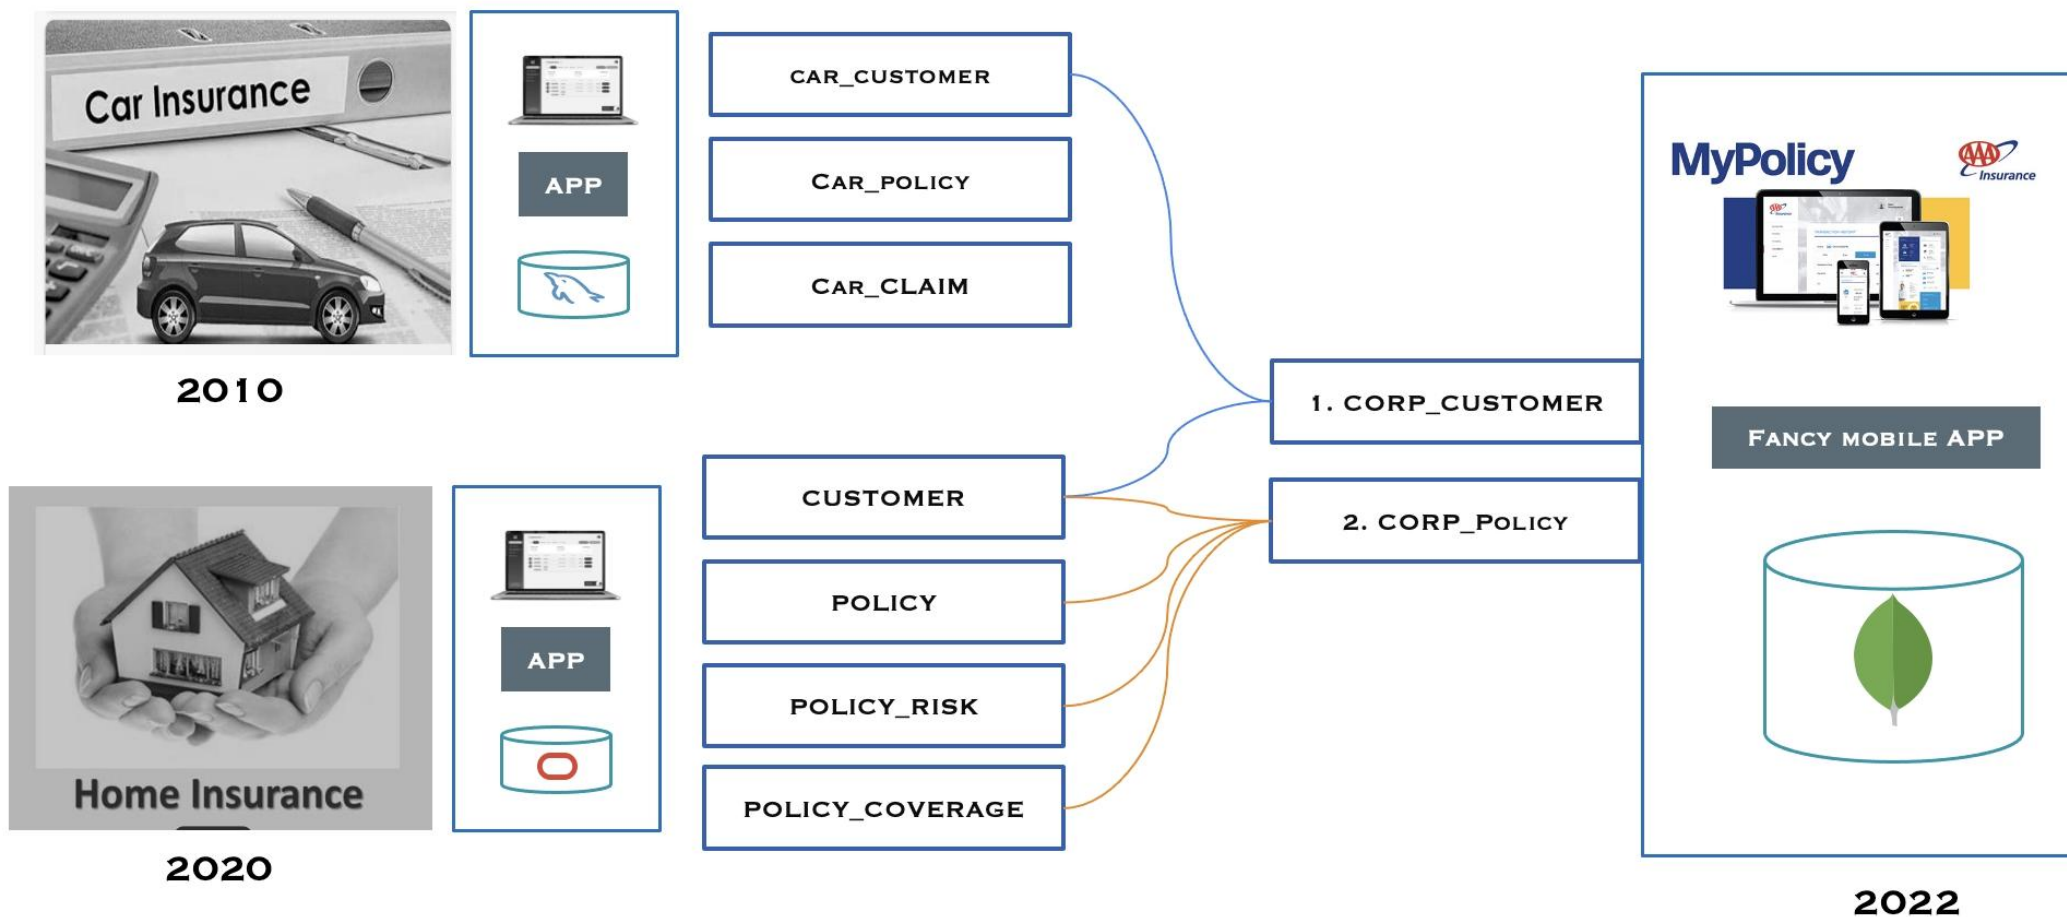 Car Insurance
APP
CAR_CUSTOMER
CAR_POLICY
CAR_CLAIM
2010
Home Insurance
APP
CUSTOMER
POLICY
POLICY_RISK
POLICY_COVERAGE
2020
1. CORP_CUSTOMER
2. CORP_POLICY
MyPolicy
AAA
Insurance
FANCY MOBILE APP
2022